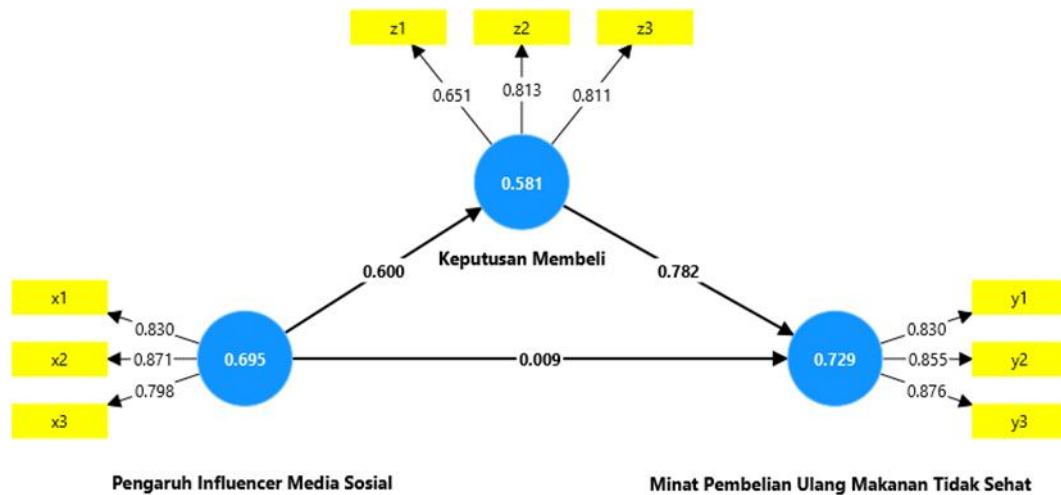 z1
z2
z3
0.651
0.813
0.811
0.581
Keputusan Membeli
0.600
0.782
x1
x2
x3
0.830
0.871
0.798
0.695
0.009
0.729
y1
y2
y3
0.830
0.855
0.876
Pengaruh Influencer Media Sosial
Minat Pembelian Ulang Makanan Tidak Sehat